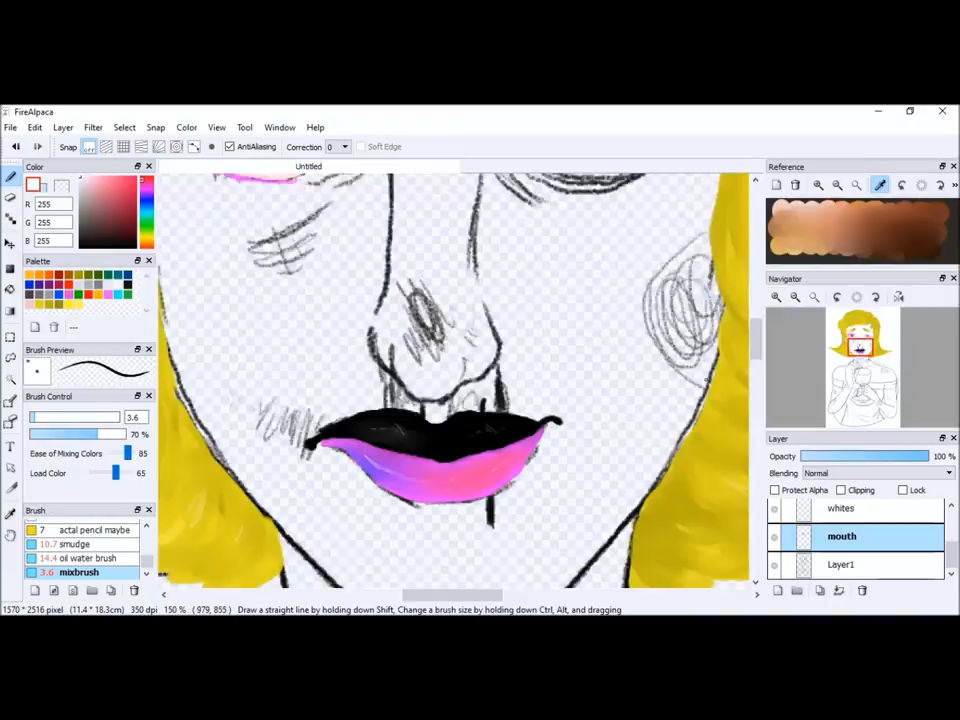 FireAlpaca
File Edit Layer Filter Select Snap Color View Tool Window Help
Snap off AntiAliasing Correction 0 Soft Edge
Color Untitled Reference
R 255
G 255
B 255
Palette
Navigator
---
Brush Preview
Brush Control
3.6
70 %
Ease of Mixing Colors 85
Load Color 65
Layer
Opacity 100 %
Blending Normal
Protect Alpha Clipping Lock
Brush
7 actal pencil maybe
10.7 smudge
14.4 oil water brush
3.6 mixbrush
whites
mouth
Layer1
1570 * 2516 pixel (11.4 * 18.3cm) 350 dpi 150 % ( 979, 855 ) Draw a straight line by holding down Shift, Change a brush size by holding down Ctrl, Alt, and dragging